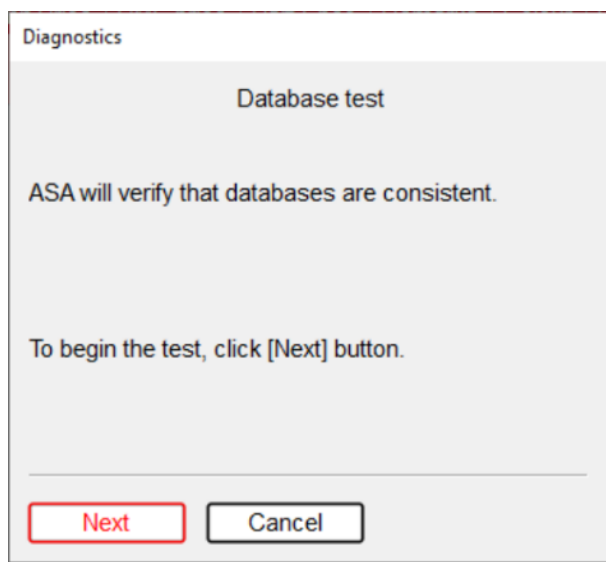 Diagnostics
Database test
ASA will verify that databases are consistent.
To begin the test, click [Next] button.
Next
Cancel